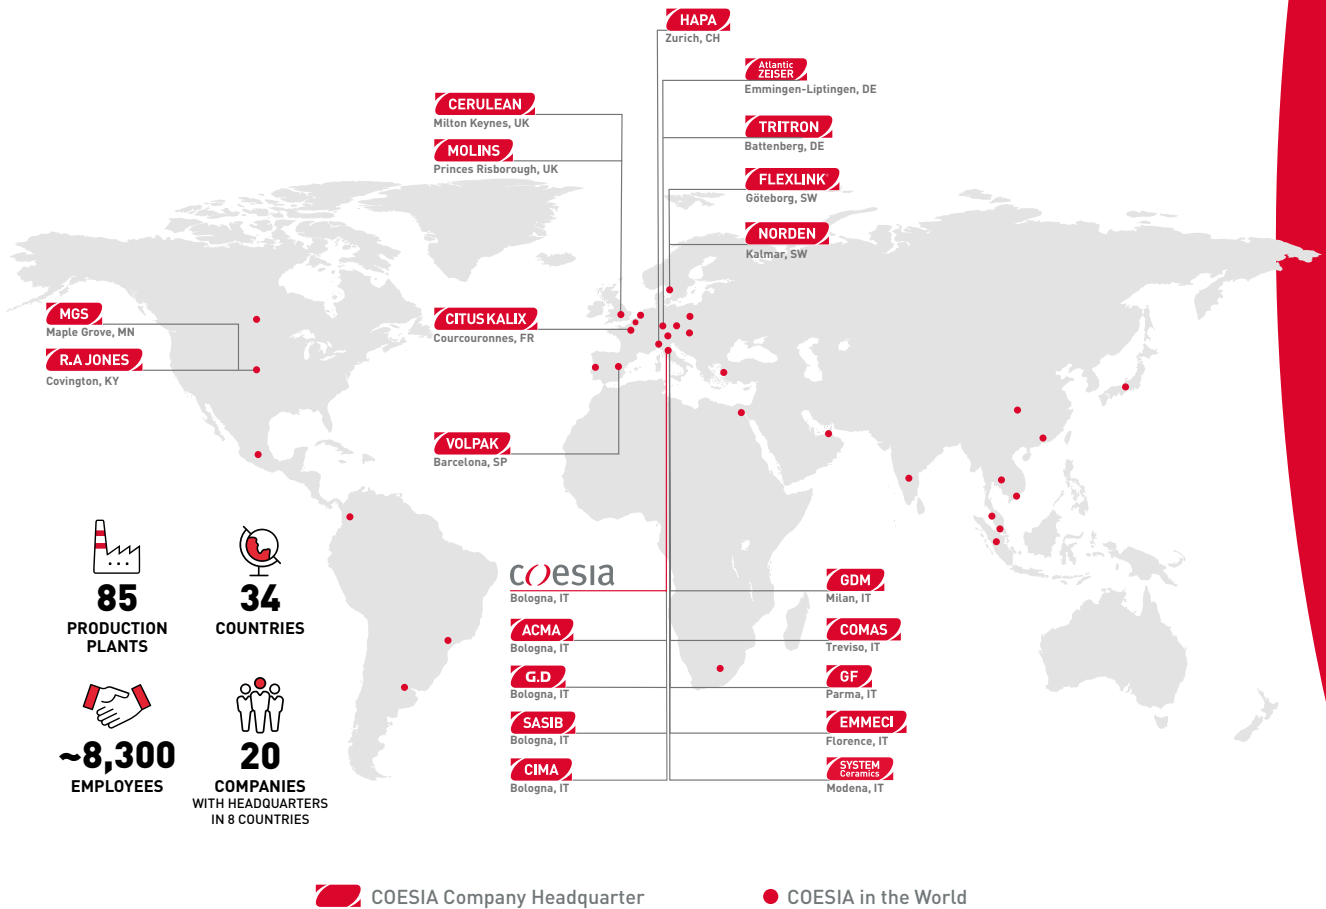 HAPA
Zurich, CH
Atlantic
ZEISER
Emmingen-Liptingen, DE
CERULEAN
Milton Keynes, UK
TRITRON
Battenberg, DE
MOLINS
Princes Risborough, UK
FLEXLINK®
Göteborg, SW
NORDEN
Kalmar, SW
MGS
Maple Grove, MN
CITUS KALIX
Courcouronnes, FR
R.A JONES
Covington, KY
VOLPAK
Barcelona, SP
85
PRODUCTION
PLANTS
34
COUNTRIES
~8,300
EMPLOYEES
20
COMPANIES
WITH HEADQUARTERS
IN 8 COUNTRIES
coesia
Bologna, IT
ACMA
Bologna, IT
G.D
Bologna, IT
SASIB
Bologna, IT
CIMA
Bologna, IT
GDM
Milan, IT
COMAS
Treviso, IT
GF
Parma, IT
EMMECI
Florence, IT
SYSTEM
Ceramics
Modena, IT
COESIA Company Headquarter
COESIA in the World